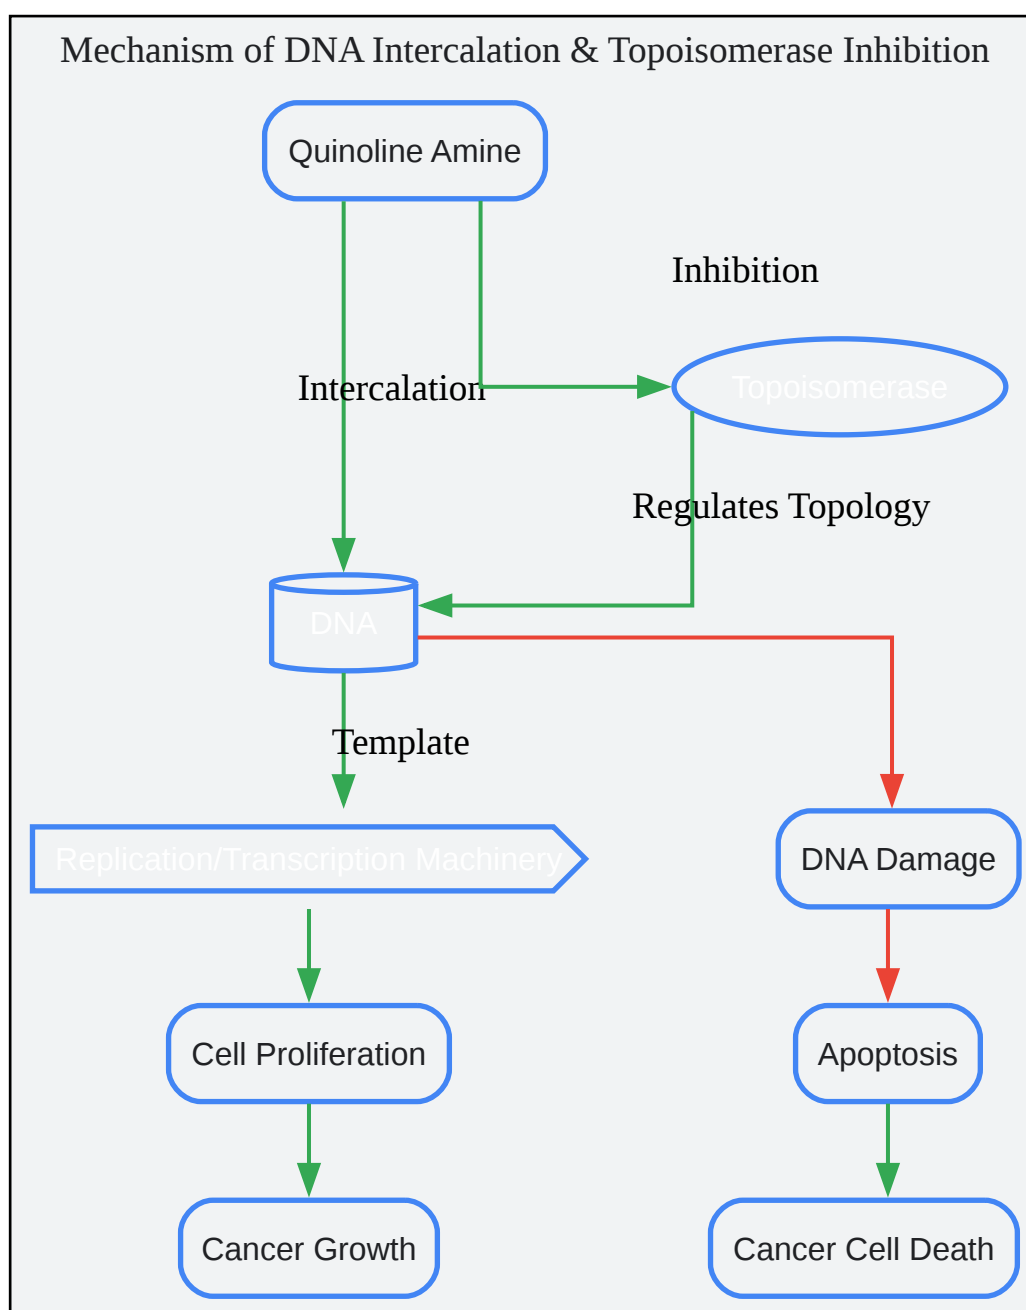 Mechanism of DNA Intercalation & Topoisomerase Inhibition
Quinoline Amine
Inhibition
Intercalation
Topoisomerase
Regulates Topology
DNA
Template
Replication/Transcription Machinery
DNA Damage
Cell Proliferation
Apoptosis
Cancer Growth
Cancer Cell Death